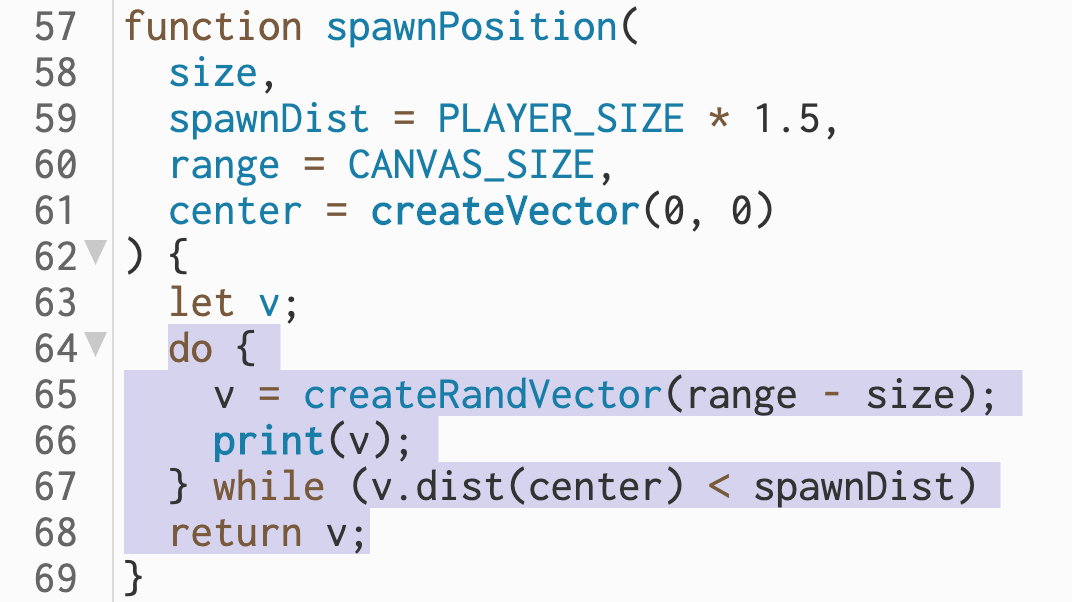 57 function spawnPosition(
58   size,
59   spawnDist = PLAYER_SIZE * 1.5,
60   range = CANVAS_SIZE,
61   center = createVector(0, 0)
62 ) {
63   let v;
64   do {
65     v = createRandVector(range - size);
66     print(v);
67   } while (v.dist(center) < spawnDist)
68   return v;
69 }